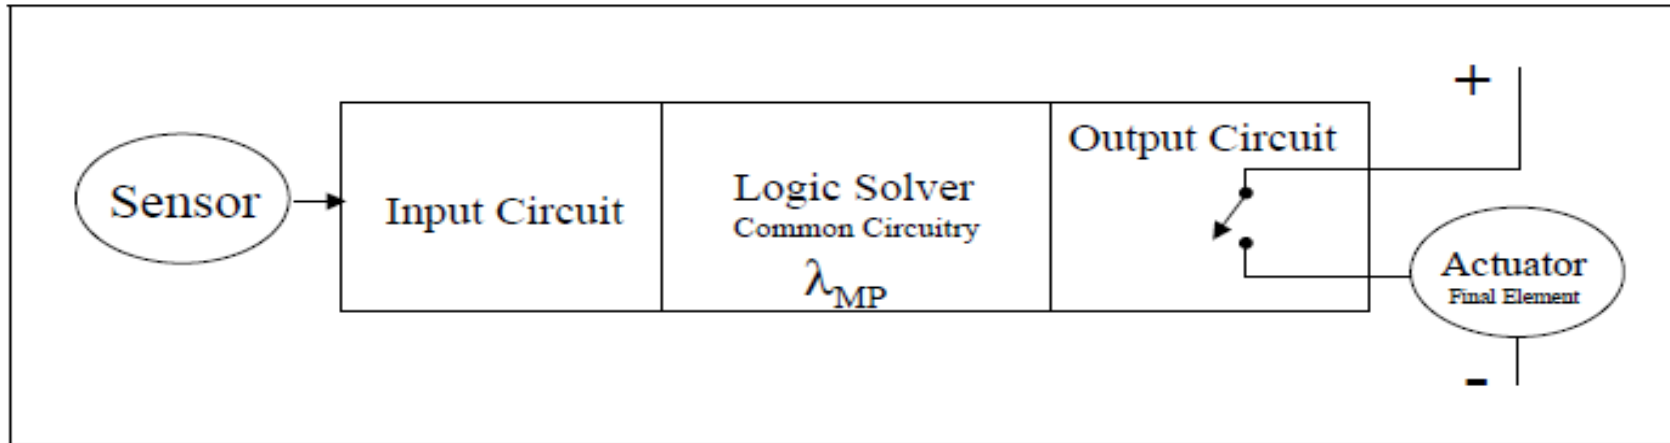 Sensor
Input Circuit
Logic Solver
Common Circuitry
λMP
Output Circuit
+
Actuator
Final Element
-